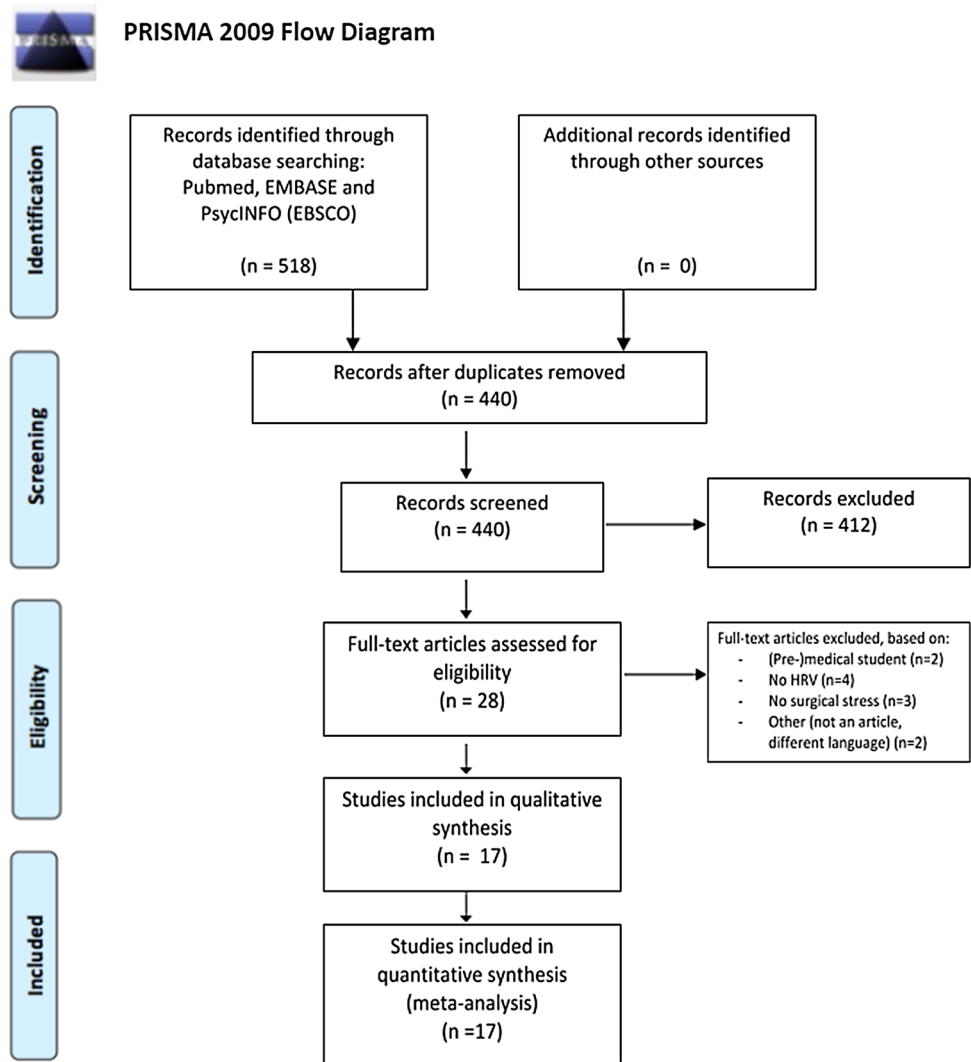 PRISMA
PRISMA 2009 Flow Diagram
Identification
Records identified through
database searching:
Pubmed, EMBASE and
PsycINFO (EBSCO)
(n = 518)
Additional records identified
through other sources
(n =  0)
Screening
Records after duplicates removed
(n = 440)
Records screened
(n = 440)
Records excluded
(n = 412)
Eligibility
Full-text articles assessed for
eligibility
(n = 28)
Full-text articles excluded, based on:
- (Pre-)medical student (n=2)
- No HRV (n=4)
- No surgical stress (n=3)
- Other (not an article,
different language) (n=2)
Studies included in qualitative
synthesis
(n =  17)
Included
Studies included in
quantitative synthesis
(meta-analysis)
(n =17)